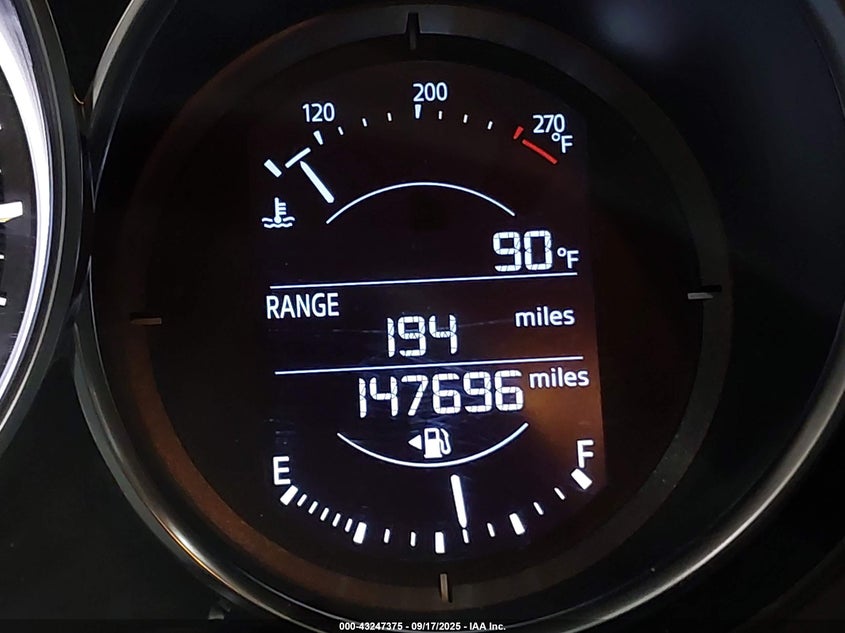 120 200 270 °F
90 °F
RANGE
194 miles
147696 miles
E F
000-43247375 - 09/17/2025 - IAA Inc.